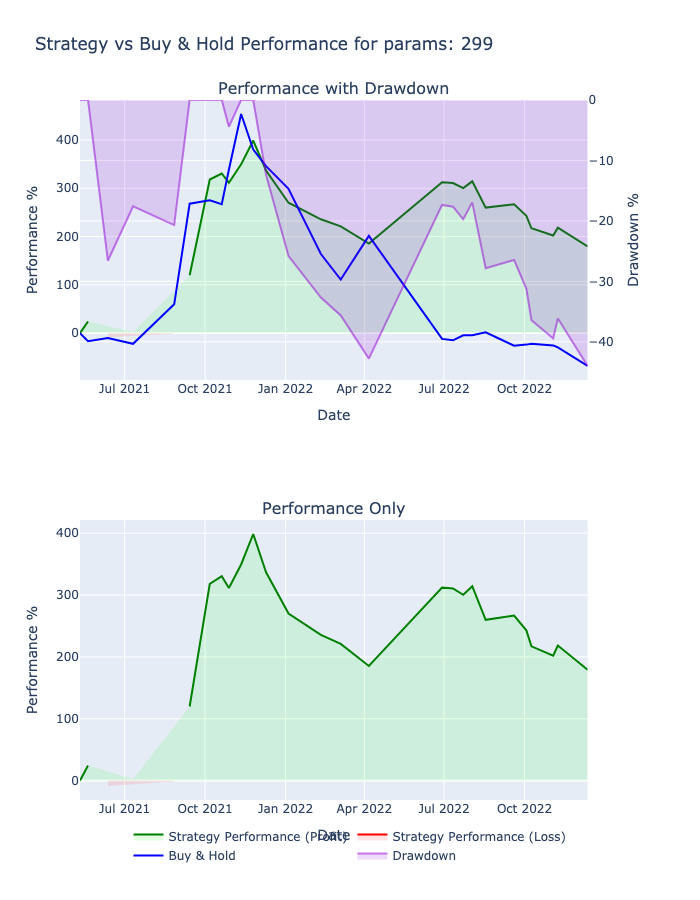 Strategy vs Buy & Hold Performance for params: 299
Performance with Drawdown
400
300
200
100
0
Performance %
0
−10
−20
−30
−40
Drawdown %
Jul 2021
Oct 2021
Jan 2022
Apr 2022
Jul 2022
Oct 2022
Date
Performance Only
400
300
200
100
0
Performance %
Jul 2021
Oct 2021
Jan 2022
Apr 2022
Jul 2022
Oct 2022
Date
Strategy Performance (Profit)
Strategy Performance (Loss)
Buy & Hold
Drawdown